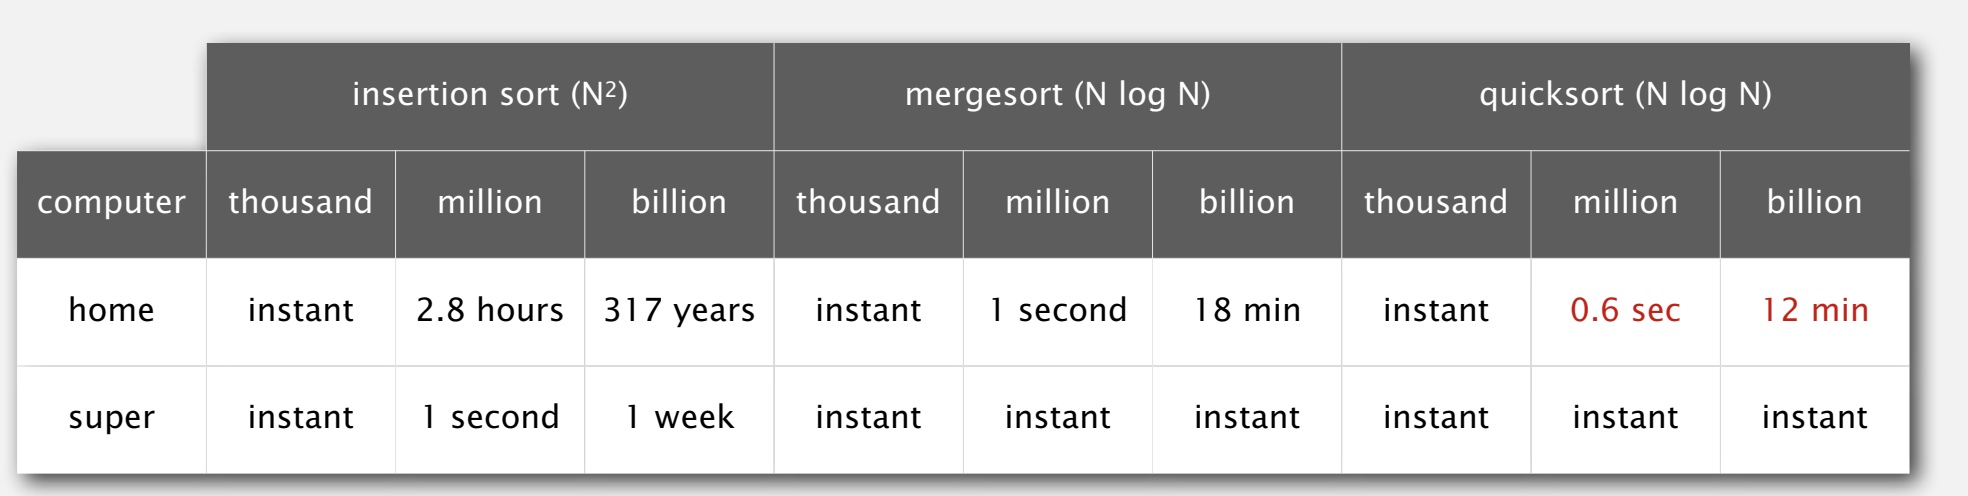 insertion sort (N²) mergesort (N log N) quicksort (N log N)
computer thousand million billion thousand million billion thousand million billion
home instant 2.8 hours 317 years instant 1 second 18 min instant 0.6 sec 12 min
super instant 1 second 1 week instant instant instant instant instant instant